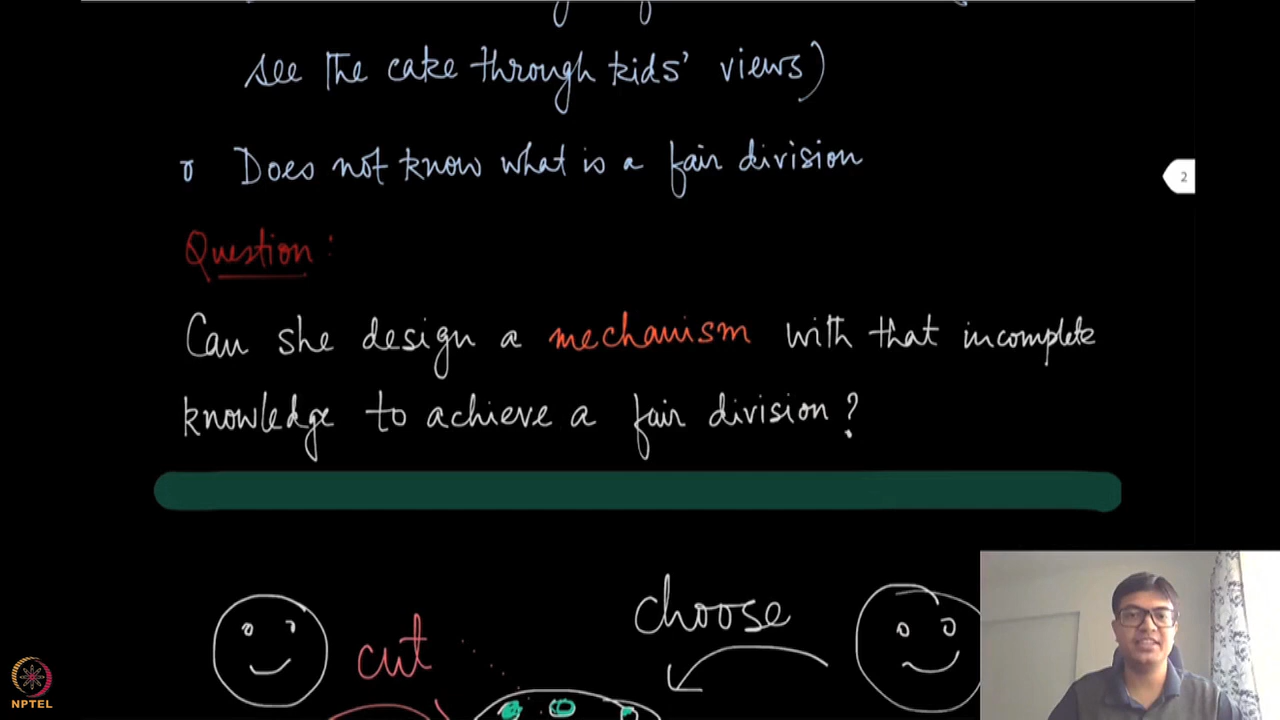 see the cake through kids' views)
Does not know what is a fair division
2
Question:
Can she design a mechanism with that incomplete
knowledge to achieve a fair division?
choose
cut
NPTEL